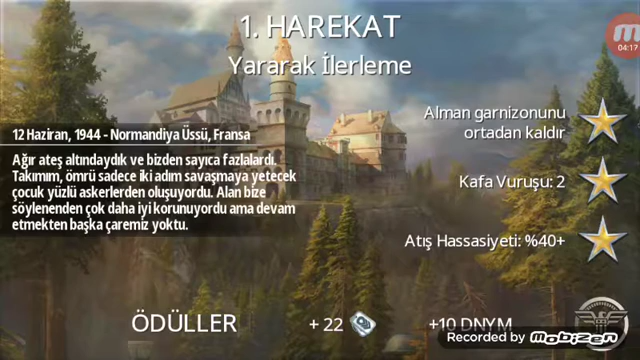 1. HAREKAT
Yararak İlerleme
04:17
Alman garnizonunu
ortadan kaldır
12 Haziran, 1944 - Normandiya Üssü, Fransa
Ağır ateş altındaydık ve bizden sayıca fazlalardı.
Takımım, ömrü sadece iki adım savaşmaya yetecek
çocuk yüzlü askerlerden oluşuyordu. Alan bize
söylenenden çok daha iyi korunuyordu ama devam
etmekten başka çaremiz yoktu.
Kafa Vuruşu: 2
Atış Hassasiyeti: %40+
ÖDÜLLER
+ 22
+10 DNYM
Recorded by Mobizen